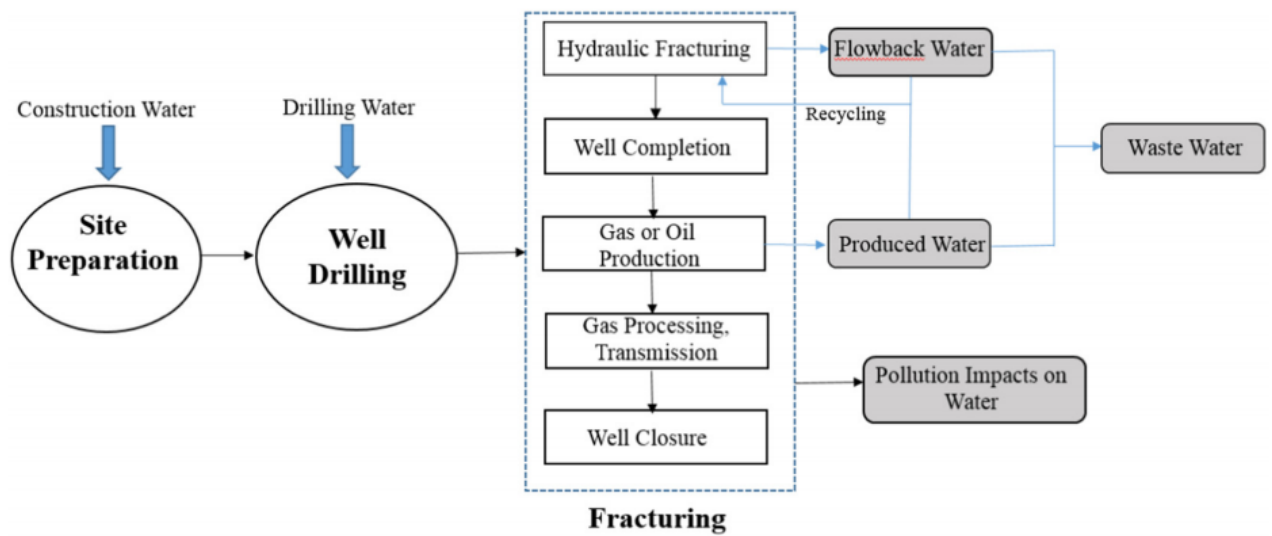 Construction Water
Drilling Water
Site
Preparation
Well
Drilling
Hydraulic Fracturing
Well Completion
Gas or Oil
Production
Gas Processing,
Transmission
Well Closure
Fracturing
Flowback Water
Recycling
Produced Water
Waste Water
Pollution Impacts on
Water